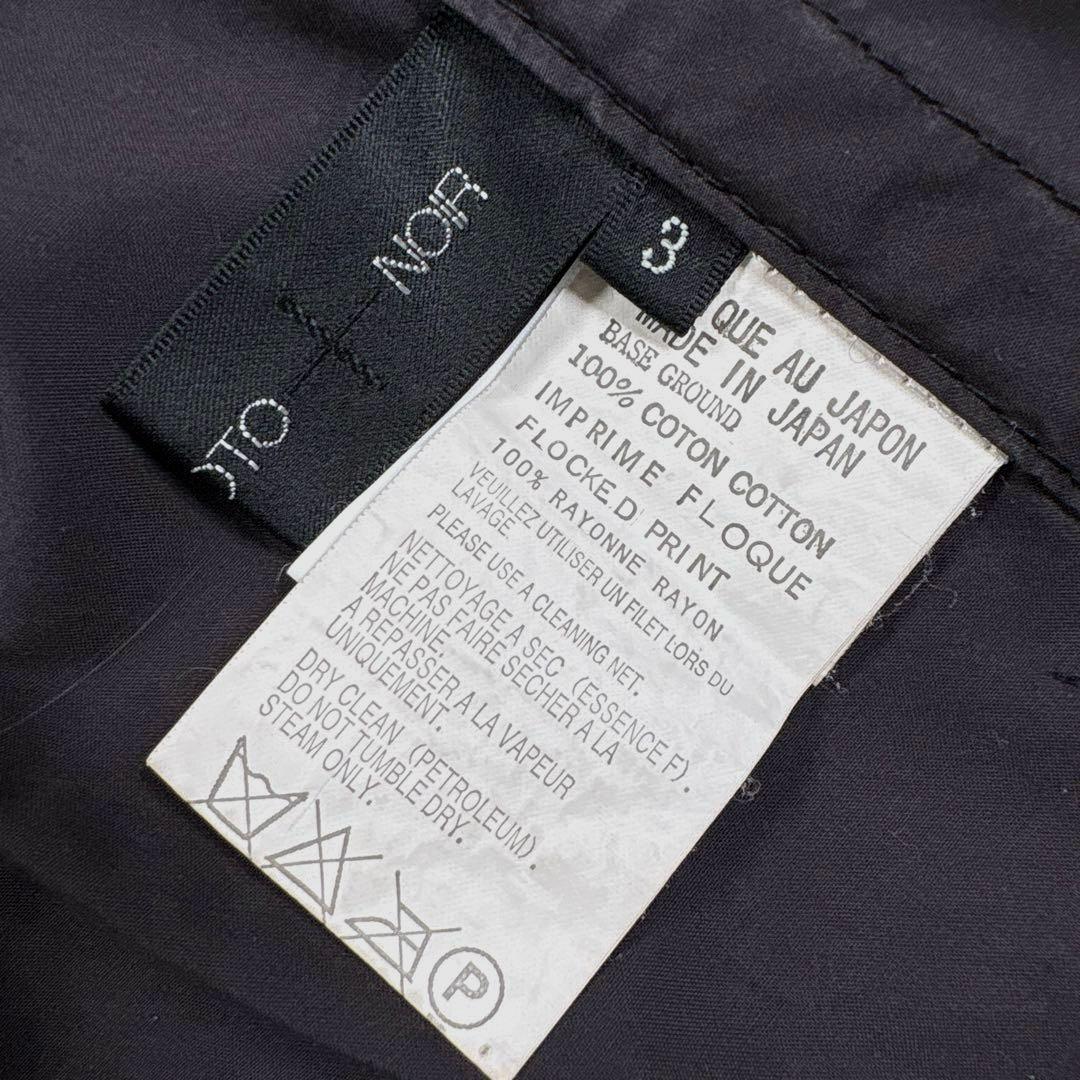 NOIR
OTO
3
QUE AU JAPON
MADE IN JAPAN
BASE GROUND
100% COTON COTTON
IMPRIME FLOQUE
FLOCKED PRINT
100% RAYONNE RAYON
VEUILLEZ UTILISER UN FILET LORS DU
LAVAGE.
PLEASE USE A CLEANING NET.
NETTOYAGE A SEC (ESSENCE F).
NE PAS FAIRE SECHER A LA
MACHINE.
A REPASSER A LA VAPEUR
UNIQUEMENT.
DRY CLEAN (PETROLEUM).
DO NOT TUMBLE DRY.
STEAM ONLY.
P